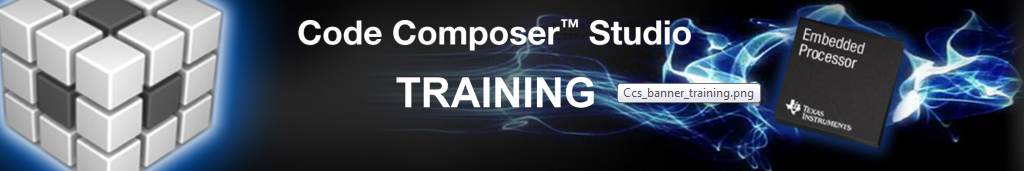 Code Composer™ Studio
TRAINING
Ccs_banner_training.png
Embedded
Processor
TEXAS
INSTRUMENTS